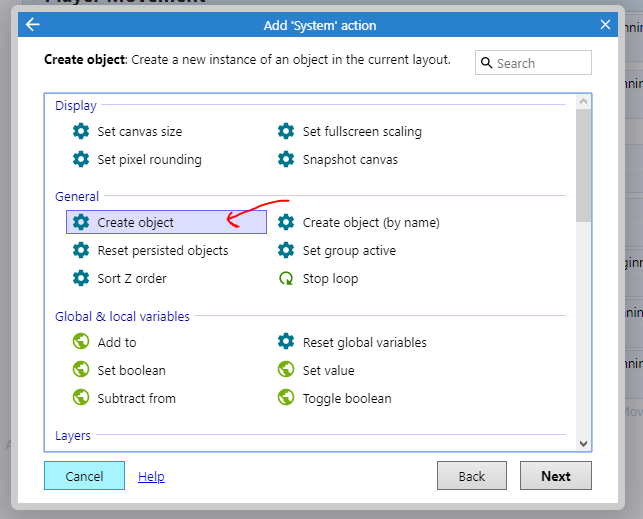 Player Movement
Add 'System' action
Create object: Create a new instance of an object in the current layout.
Search
Display
Set canvas size
Set fullscreen scaling
Set pixel rounding
Snapshot canvas
General
Create object
Create object (by name)
Reset persisted objects
Set group active
Sort Z order
Stop loop
Global & local variables
Add to
Reset global variables
Set boolean
Set value
Subtract from
Toggle boolean
Layers
Cancel
Help
Back
Next